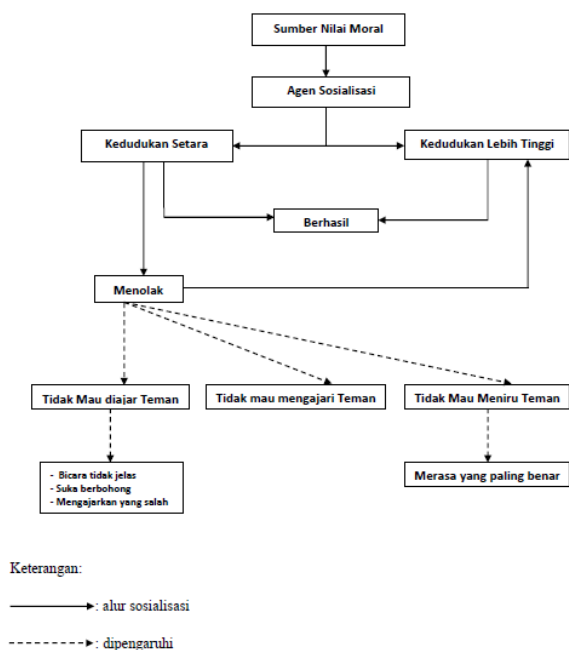 Sumber Nilai Moral
Agen Sosialisasi
Kedudukan Setara
Kedudukan Lebih Tinggi
Berhasil
Menolak
Tidak Mau diajar Teman
Tidak mau mengajari Teman
Tidak Mau Meniru Teman
- Bicara tidak jelas
- Suka berbohong
- Mengajarkan yang salah
Merasa yang paling benar
Keterangan:
: alur sosialisasi
: dipengaruhi